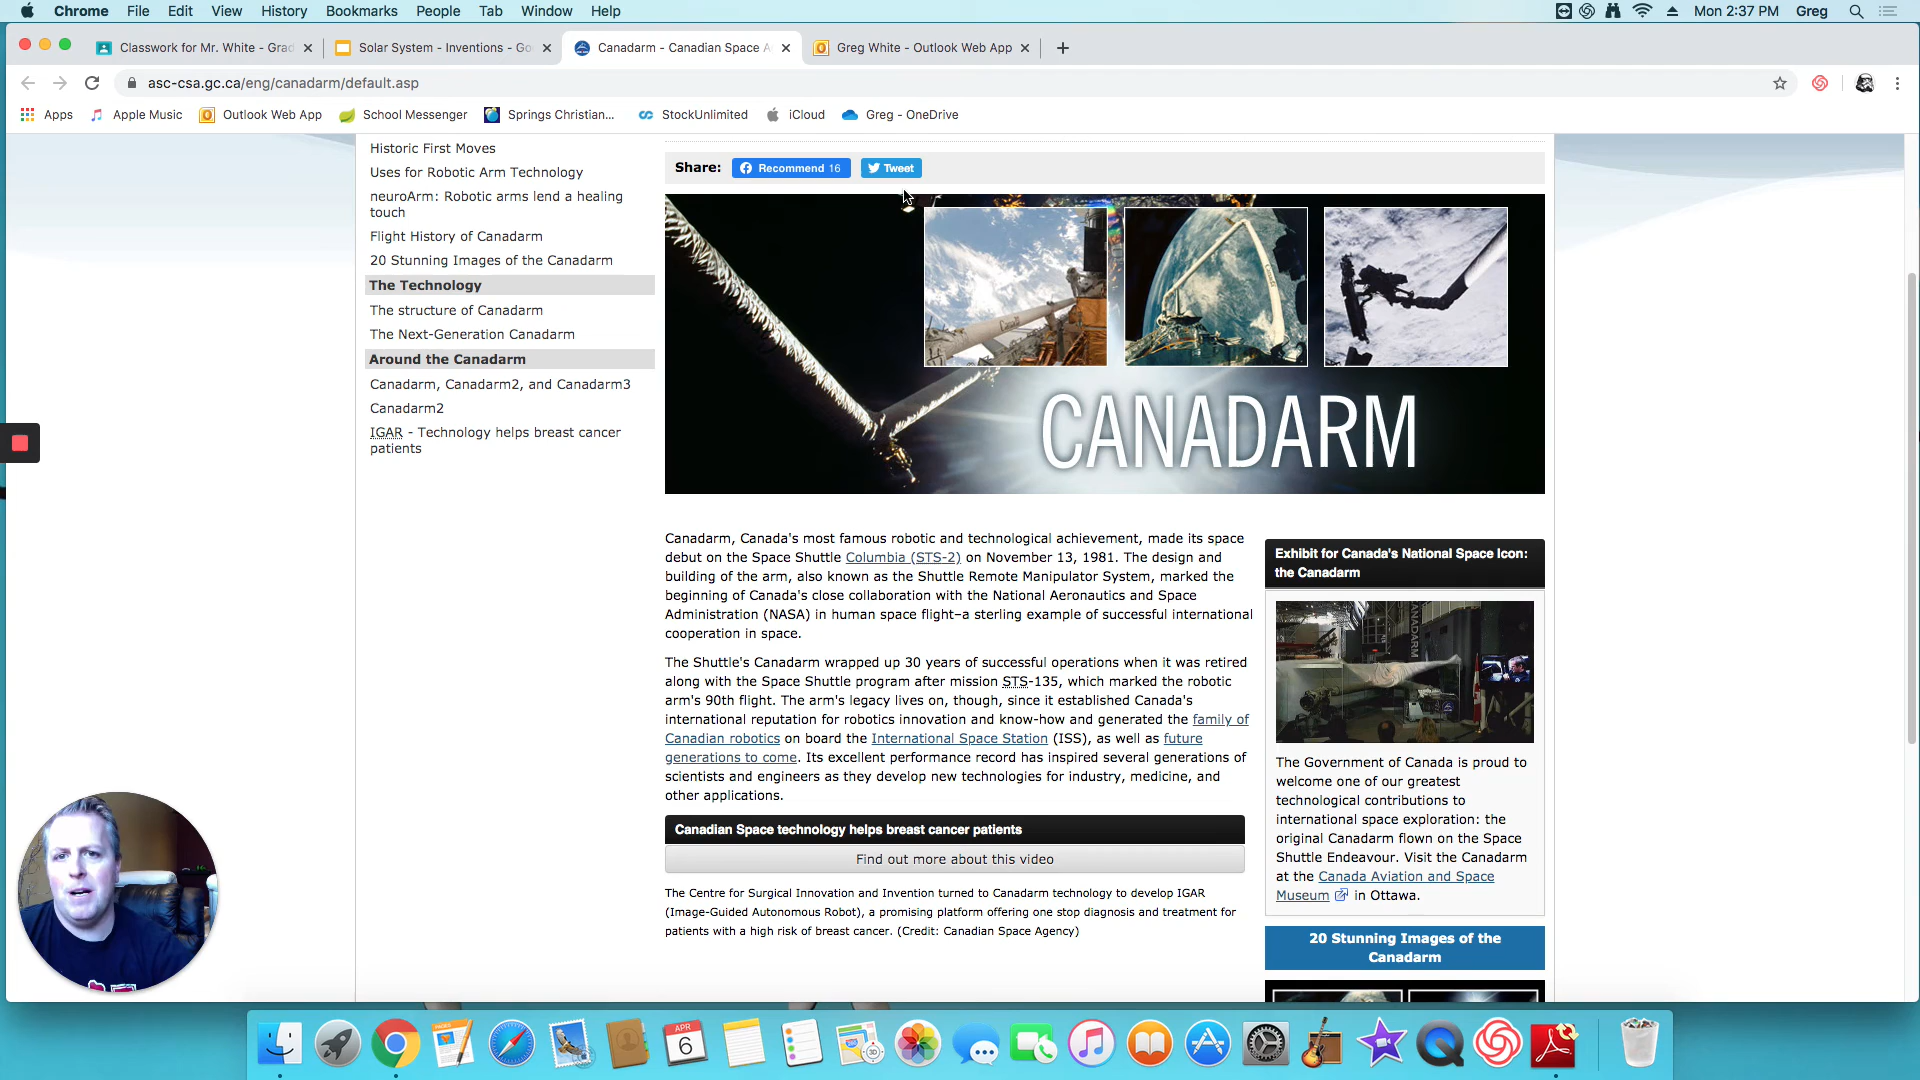 Chrome File Edit View History Bookmarks People Tab Window Help Mon 2:37 PM Greg
Classwork for Mr. White - Grad
Solar System - Inventions - Go
Canadarm - Canadian Space A
Greg White - Outlook Web App
asc-csa.gc.ca/eng/canadarm/default.asp
Apps Apple Music Outlook Web App School Messenger Springs Christian... StockUnlimited iCloud Greg - OneDrive
Historic First Moves
Uses for Robotic Arm Technology
neuroArm: Robotic arms lend a healing
touch
Flight History of Canadarm
20 Stunning Images of the Canadarm
The Technology
The structure of Canadarm
The Next-Generation Canadarm
Around the Canadarm
Canadarm, Canadarm2, and Canadarm3
Canadarm2
IGAR - Technology helps breast cancer
patients
Share: Recommend 16 Tweet
CANADARM
Canadarm, Canada's most famous robotic and technological achievement, made its space
debut on the Space Shuttle Columbia (STS-2) on November 13, 1981. The design and
building of the arm, also known as the Shuttle Remote Manipulator System, marked the
beginning of Canada's close collaboration with the National Aeronautics and Space
Administration (NASA) in human space flight–a sterling example of successful international
cooperation in space.
The Shuttle's Canadarm wrapped up 30 years of successful operations when it was retired
along with the Space Shuttle program after mission STS-135, which marked the robotic
arm's 90th flight. The arm's legacy lives on, though, since it established Canada's
international reputation for robotics innovation and know-how and generated the family of
Canadian robotics on board the International Space Station (ISS), as well as future
generations to come. Its excellent performance record has inspired several generations of
scientists and engineers as they develop new technologies for industry, medicine, and
other applications.
Canadian Space technology helps breast cancer patients
Find out more about this video
The Centre for Surgical Innovation and Invention turned to Canadarm technology to develop IGAR
(Image-Guided Autonomous Robot), a promising platform offering one stop diagnosis and treatment for
patients with a high risk of breast cancer. (Credit: Canadian Space Agency)
Exhibit for Canada's National Space Icon:
the Canadarm
CANADARM
The Government of Canada is proud to
welcome one of our greatest
technological contributions to
international space exploration: the
original Canadarm flown on the Space
Shuttle Endeavour. Visit the Canadarm
at the Canada Aviation and Space
Museum in Ottawa.
20 Stunning Images of the
Canadarm
PAGES
APR
6
3D